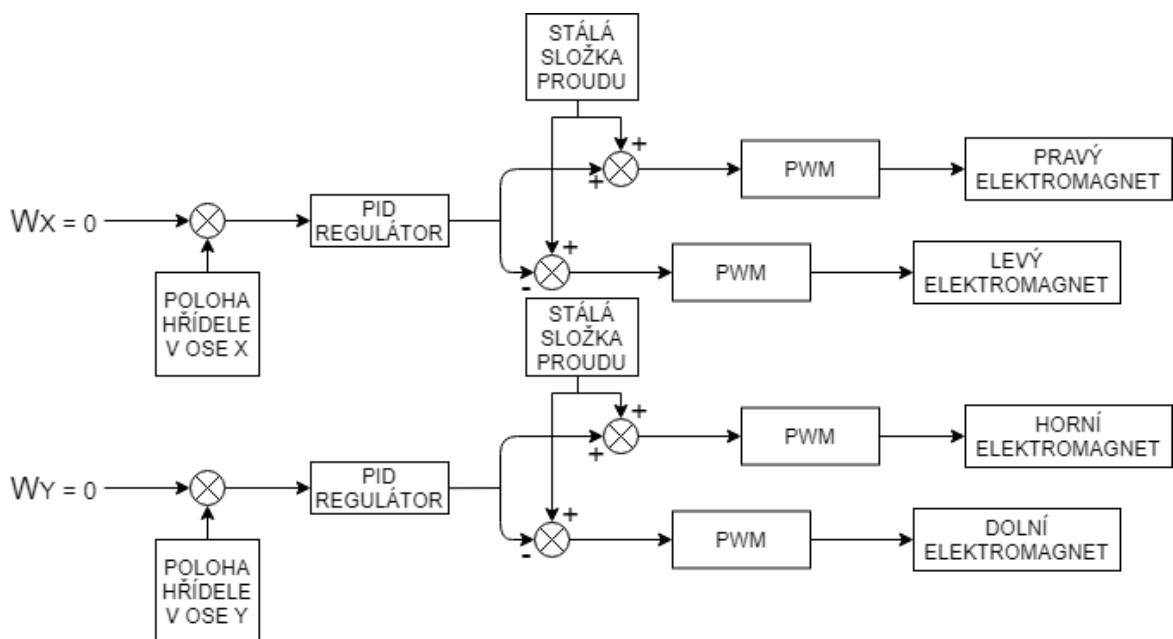 STÁLÁ
SLOŽKA
PROUDU
+
+
PWM
PRAVÝ
ELEKTROMAGNET
WX = 0
PID
REGULÁTOR
+
-
PWM
LEVÝ
ELEKTROMAGNET
POLOHA
HŘÍDELE
V OSE X
STÁLÁ
SLOŽKA
PROUDU
+
+
PWM
HORNÍ
ELEKTROMAGNET
WY = 0
PID
REGULÁTOR
+
-
PWM
DOLNÍ
ELEKTROMAGNET
POLOHA
HŘÍDELE
V OSE Y